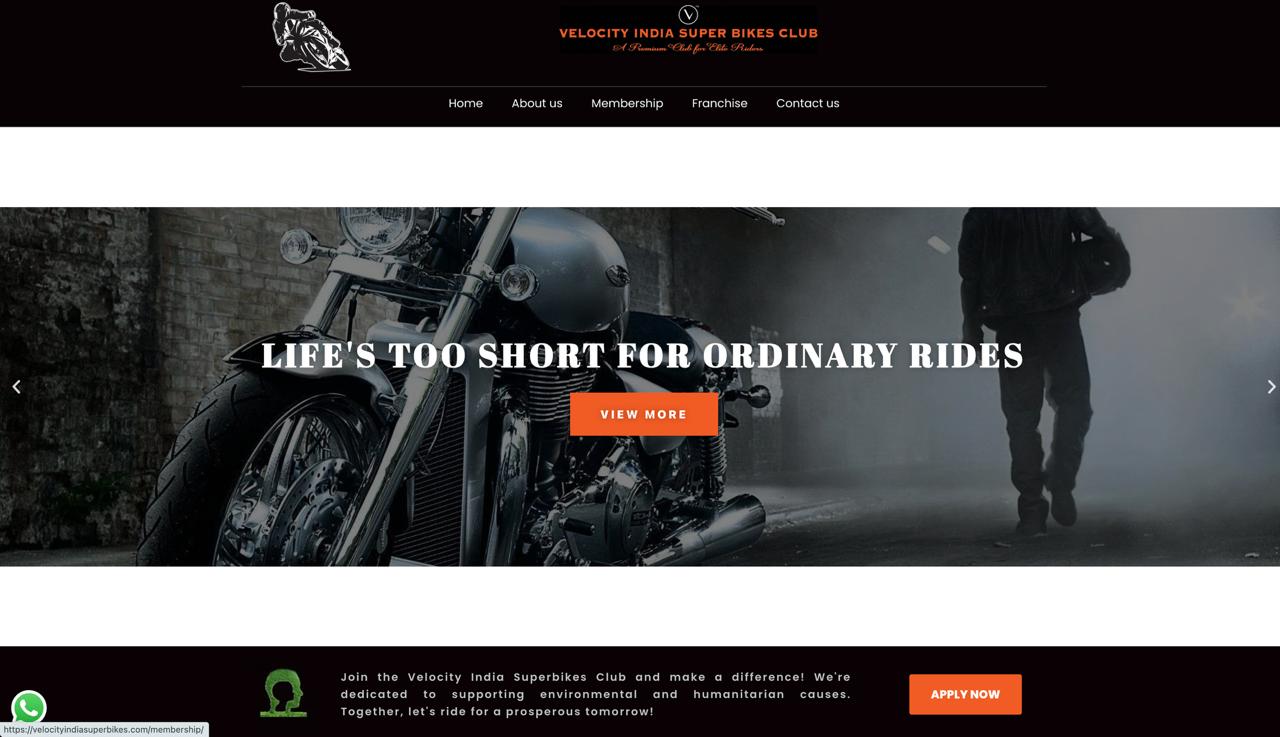 V
VELOCITY INDIA SUPER BIKES CLUB
A Premium Club for Elite Riders
Home About us Membership Franchise Contact us
LIFE'S TOO SHORT FOR ORDINARY RIDES
VIEW MORE
Join the Velocity India Superbikes Club and make a difference! We're
dedicated to supporting environmental and humanitarian causes.
Together, let's ride for a prosperous tomorrow!
APPLY NOW
https://velocityindiasuperbikes.com/membership/